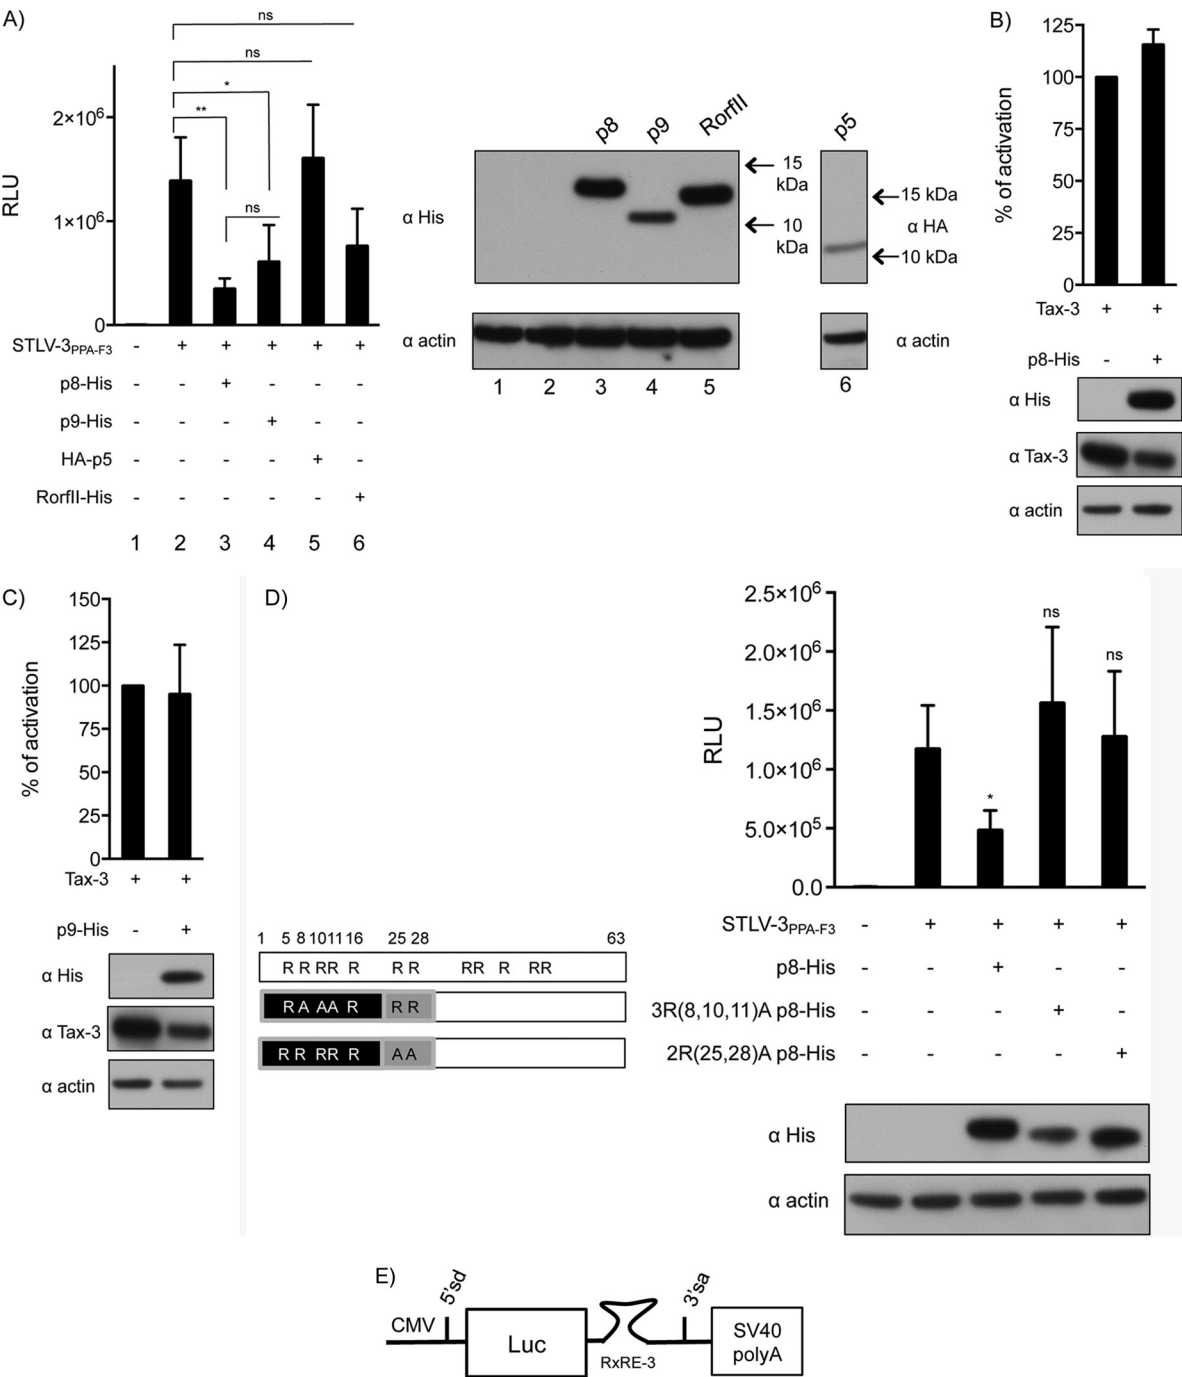 A)
ns
ns
*
**
ns
2×10⁶
1×10⁶
0
RLU
STLV-3PPA-F3 - + + + + +
p8-His - - + - - -
p9-His - - - + - -
HA-p5 - - - - + -
RorfII-His - - - - - +
1 2 3 4 5 6
p8 p9 RorfII p5
α His
15 kDa
10 kDa
15 kDa
α HA
10 kDa
α actin
α actin
1 2 3 4 5 6
B)
125
100
75
50
25
0
% of activation
Tax-3 + +
p8-His - +
α His
α Tax-3
α actin
C)
150
125
100
75
50
25
0
% of activation
Tax-3 + +
p9-His - +
α His
α Tax-3
α actin
D)
1 5 8 1011 16 25 28 63
R R RR R R R RR R RR
R A AA R R R
R R RR R A A
2.5×10⁶
2.0×10⁶
1.5×10⁶
1.0×10⁶
5.0×10⁵
0.0
RLU
*
ns
ns
STLV-3PPA-F3 - + + + +
p8-His - - + - -
3R(8,10,11)A p8-His - - - + -
2R(25,28)A p8-His - - - - +
α His
α actin
E)
CMV
5'sd
Luc
RxRE-3
3'sa
SV40
polyA